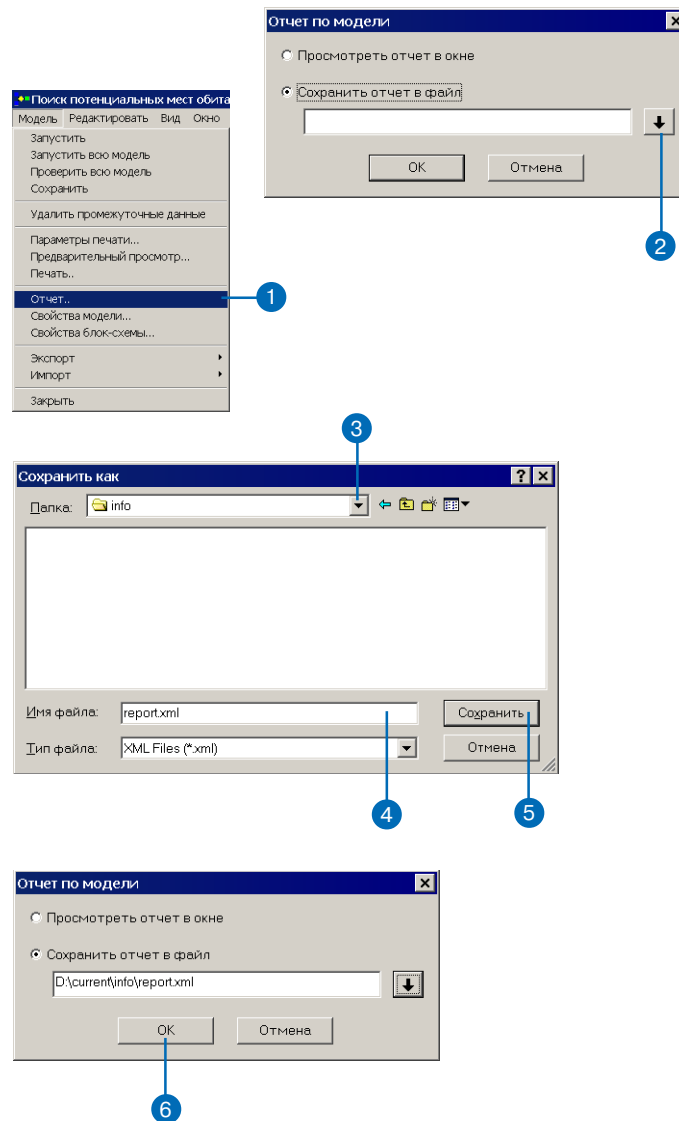 Отчет по модели
Просмотреть отчет в окне
Сохранить отчет в файл
OK Отмена
2
Поиск потенциальных мест обита
Модель Редактировать Вид Окно
Запустить
Запустить всю модель
Проверить всю модель
Сохранить
Удалить промежуточные данные
Параметры печати...
Предварительный просмотр...
Печать..
Отчет..
1
Свойства модели...
Свойства блок-схемы...
Экспорт
Импорт
Закрыть
3
Сохранить как
Папка: info
Имя файла: report.xml Сохранить
Тип файла: XML Files (*.xml) Отмена
4 5
Отчет по модели
Просмотреть отчет в окне
Сохранить отчет в файл
D:\current\info\report.xml
OK Отмена
6